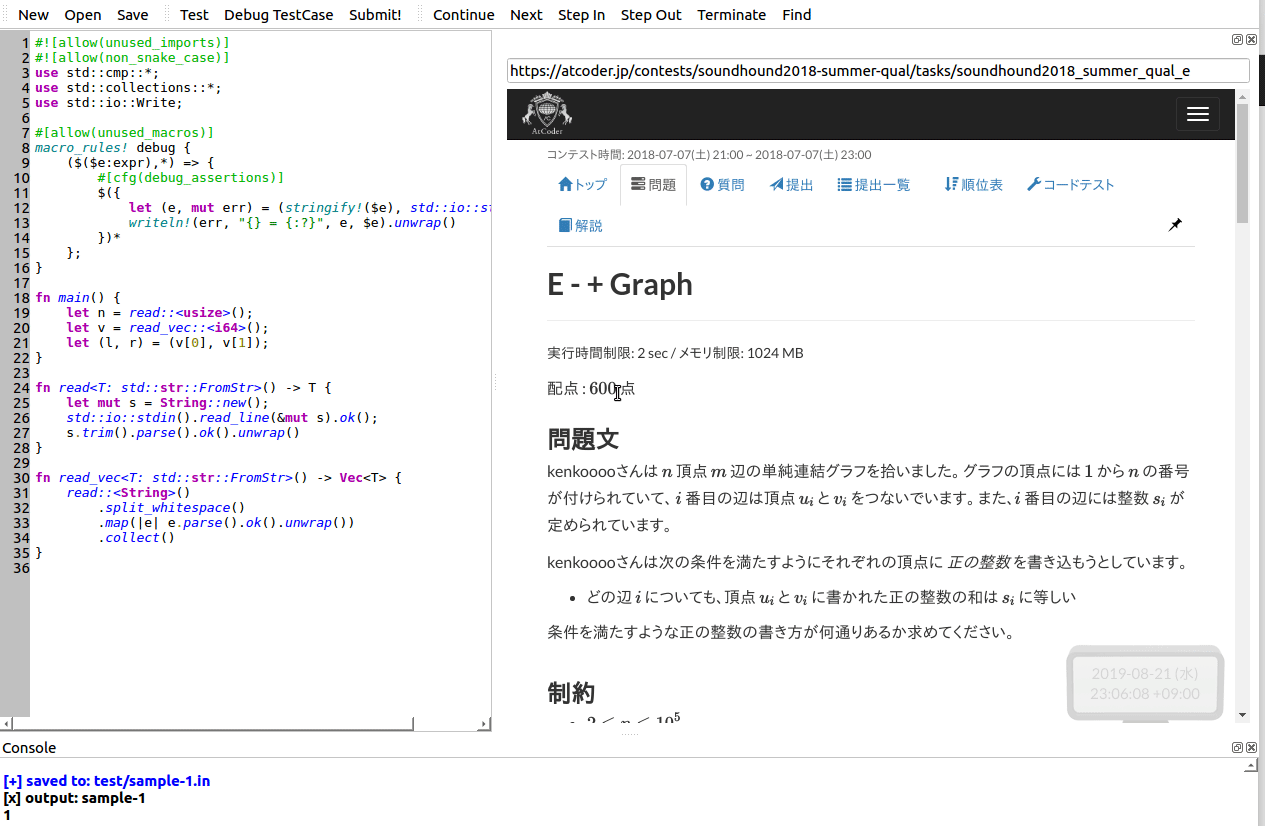 New Open Save Test Debug TestCase Submit! Continue Next Step In Step Out Terminate Find
1 #![allow(unused_imports)]
2 #![allow(non_snake_case)]
3 use std::cmp::*;
4 use std::collections::*;
5 use std::io::Write;
6
7 #[allow(unused_macros)]
8 macro_rules! debug {
9     ($($e:expr),*) => {
10         #[cfg(debug_assertions)]
11         $({
12             let (e, mut err) = (stringify!($e), std::io::st
13             writeln!(err, "{} = {:?}", e, $e).unwrap()
14         })*
15     };
16 }
17
18 fn main() {
19     let n = read::<usize>();
20     let v = read_vec::<i64>();
21     let (l, r) = (v[0], v[1]);
22 }
23
24 fn read<T: std::str::FromStr>() -> T {
25     let mut s = String::new();
26     std::io::stdin().read_line(&mut s).ok();
27     s.trim().parse().ok().unwrap()
28 }
29
30 fn read_vec<T: std::str::FromStr>() -> Vec<T> {
31     read::<String>()
32         .split_whitespace()
33         .map(|e| e.parse().ok().unwrap())
34         .collect()
35 }
36
https://atcoder.jp/contests/soundhound2018-summer-qual/tasks/soundhound2018_summer_qual_e
AtCoder
コンテスト時間: 2018-07-07(土) 21:00 ~ 2018-07-07(土) 23:00
トップ 問題 質問 提出 提出一覧 順位表 コードテスト
解説
E - + Graph
実行時間制限: 2 sec / メモリ制限: 1024 MB
配点 : 600 点
問題文
kenkooooさんは n 頂点 m 辺の単純連結グラフを拾いました。グラフの頂点には 1 から n の番号
が付けられていて、i 番目の辺は頂点 u_i と v_i をつないでいます。また、i 番目の辺には整数 s_i が
定められています。
kenkooooさんは次の条件を満たすようにそれぞれの頂点に 正の整数 を書き込もうとしています。
• どの辺 i についても、頂点 u_i と v_i に書かれた正の整数の和は s_i に等しい
条件を満たすような正の整数の書き方が何通りあるか求めてください。
制約
• 2 ≤ n ≤ 10^5
2019-08-21 (水)
23:06:08 +09:00
Console
[+] saved to: test/sample-1.in
[x] output: sample-1
1